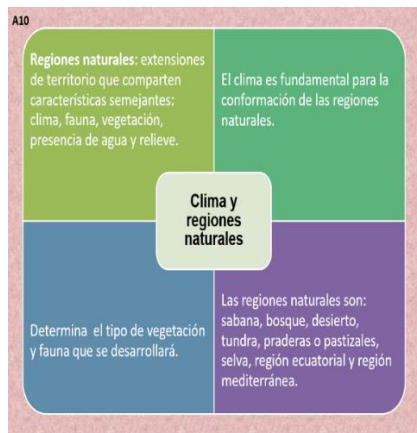 A10
Regiones naturales: extensiones
de territorio que comparten
características semejantes:
clima, fauna, vegetación,
presencia de agua y relieve.
El clima es fundamental para la
conformación de las regiones
naturales.
Clima y
regiones
naturales
Determina el tipo de vegetación
y fauna que se desarrollará.
Las regiones naturales son:
sabana, bosque, desierto,
tundra, praderas o pastizales,
selva, región ecuatorial y región
mediterránea.